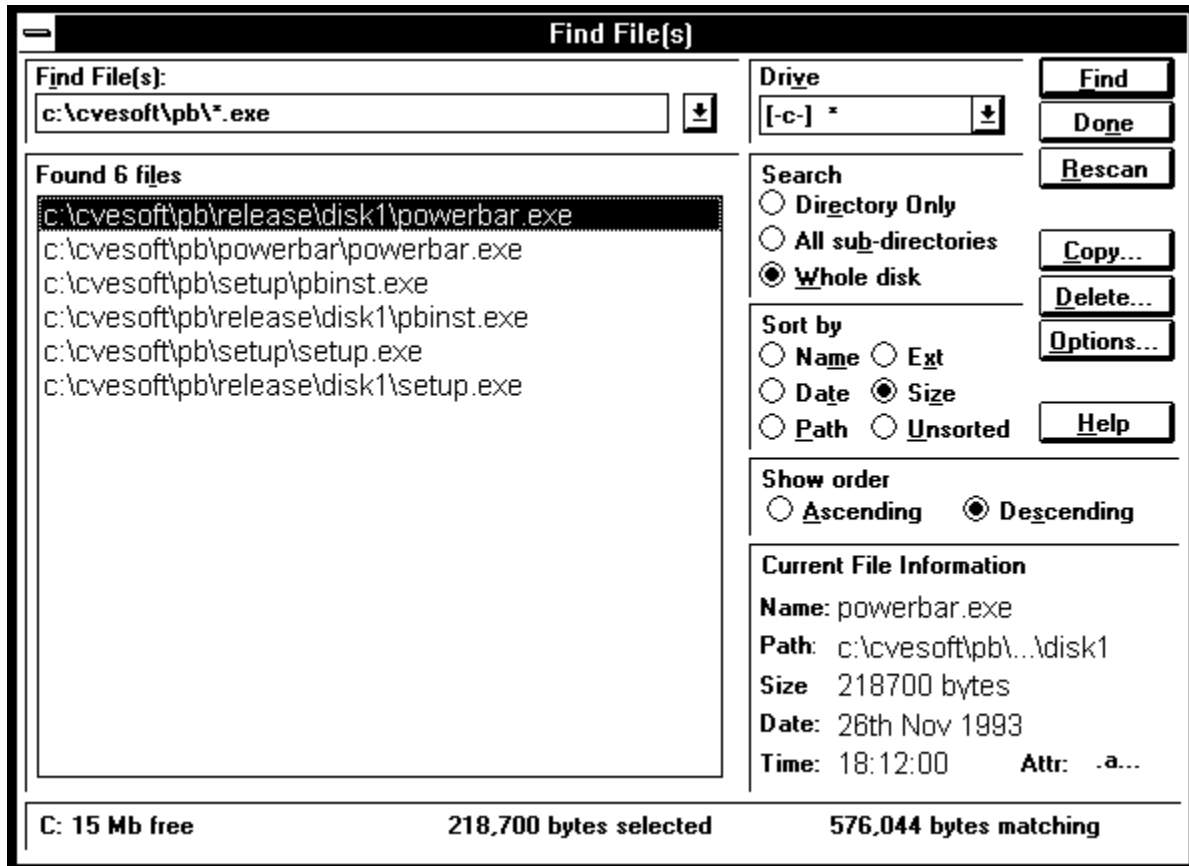 Find File(s)
Find File(s):
c:\cvesoft\pb\*.exe
Found 6 files
c:\cvesoft\pb\release\disk1\powerbar.exe
c:\cvesoft\pb\powerbar\powerbar.exe
c:\cvesoft\pb\setup\pbinst.exe
c:\cvesoft\pb\release\disk1\pbinst.exe
c:\cvesoft\pb\setup\setup.exe
c:\cvesoft\pb\release\disk1\setup.exe
Drive
[-c-] *
Search
Directory Only
All sub-directories
Whole disk
Sort by
Name Ext
Date Size
Path Unsorted
Show order
Ascending Descending
Current File Information
Name: powerbar.exe
Path: c:\cvesoft\pb\...\disk1
Size 218700 bytes
Date: 26th Nov 1993
Time: 18:12:00 Attr: .a...
Find
Done
Rescan
Copy...
Delete...
Options...
Help
C: 15 Mb free 218,700 bytes selected 576,044 bytes matching